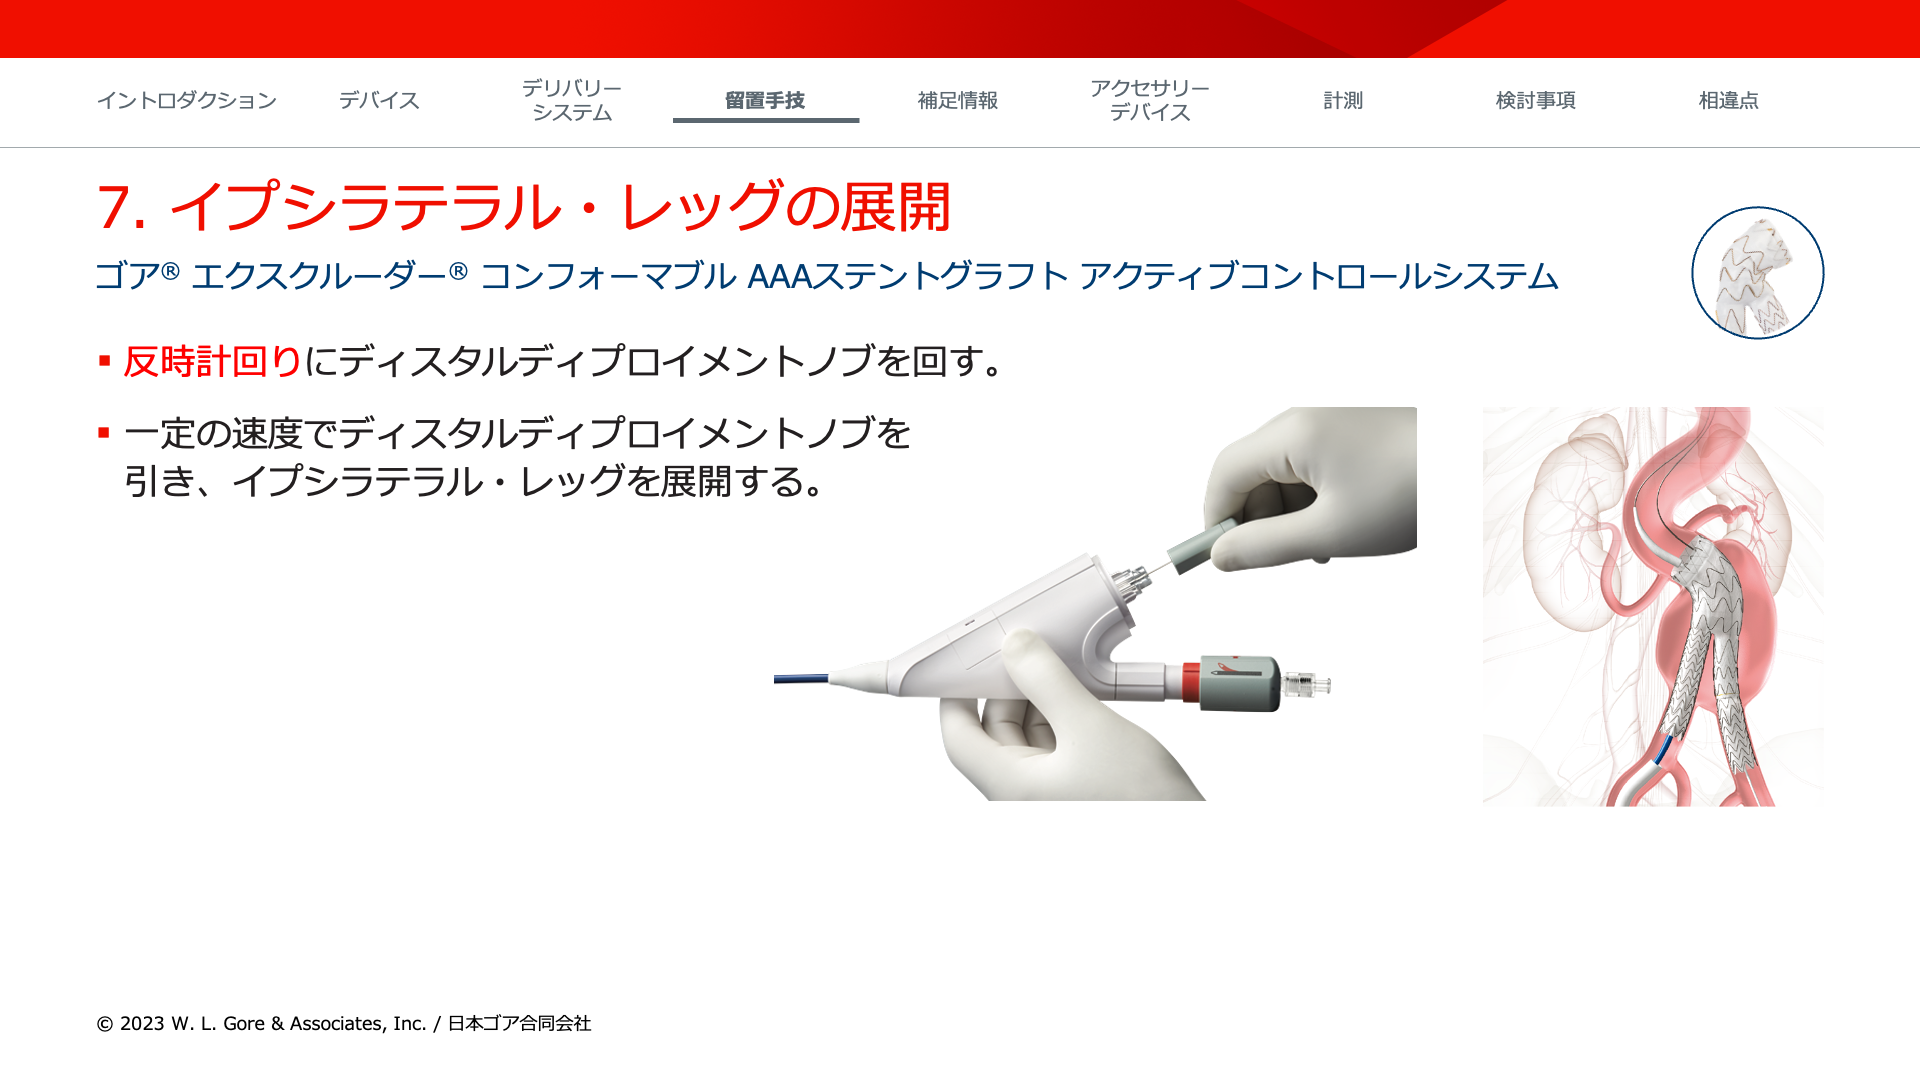 イントロダクション
デバイス
デリバリー
システム
留置手技
補足情報
アクセサリー
デバイス
計測
検討事項
相違点
7. イプシラテラル・レッグの展開
ゴア® エクスクルーダー® コンフォーマブル AAAステントグラフト アクティブコントロールシステム
▪ 反時計回りにディスタルディプロイメントノブを回す。
▪ 一定の速度でディスタルディプロイメントノブを
引き、イプシラテラル・レッグを展開する。
© 2023 W. L. Gore & Associates, Inc. / 日本ゴア合同会社